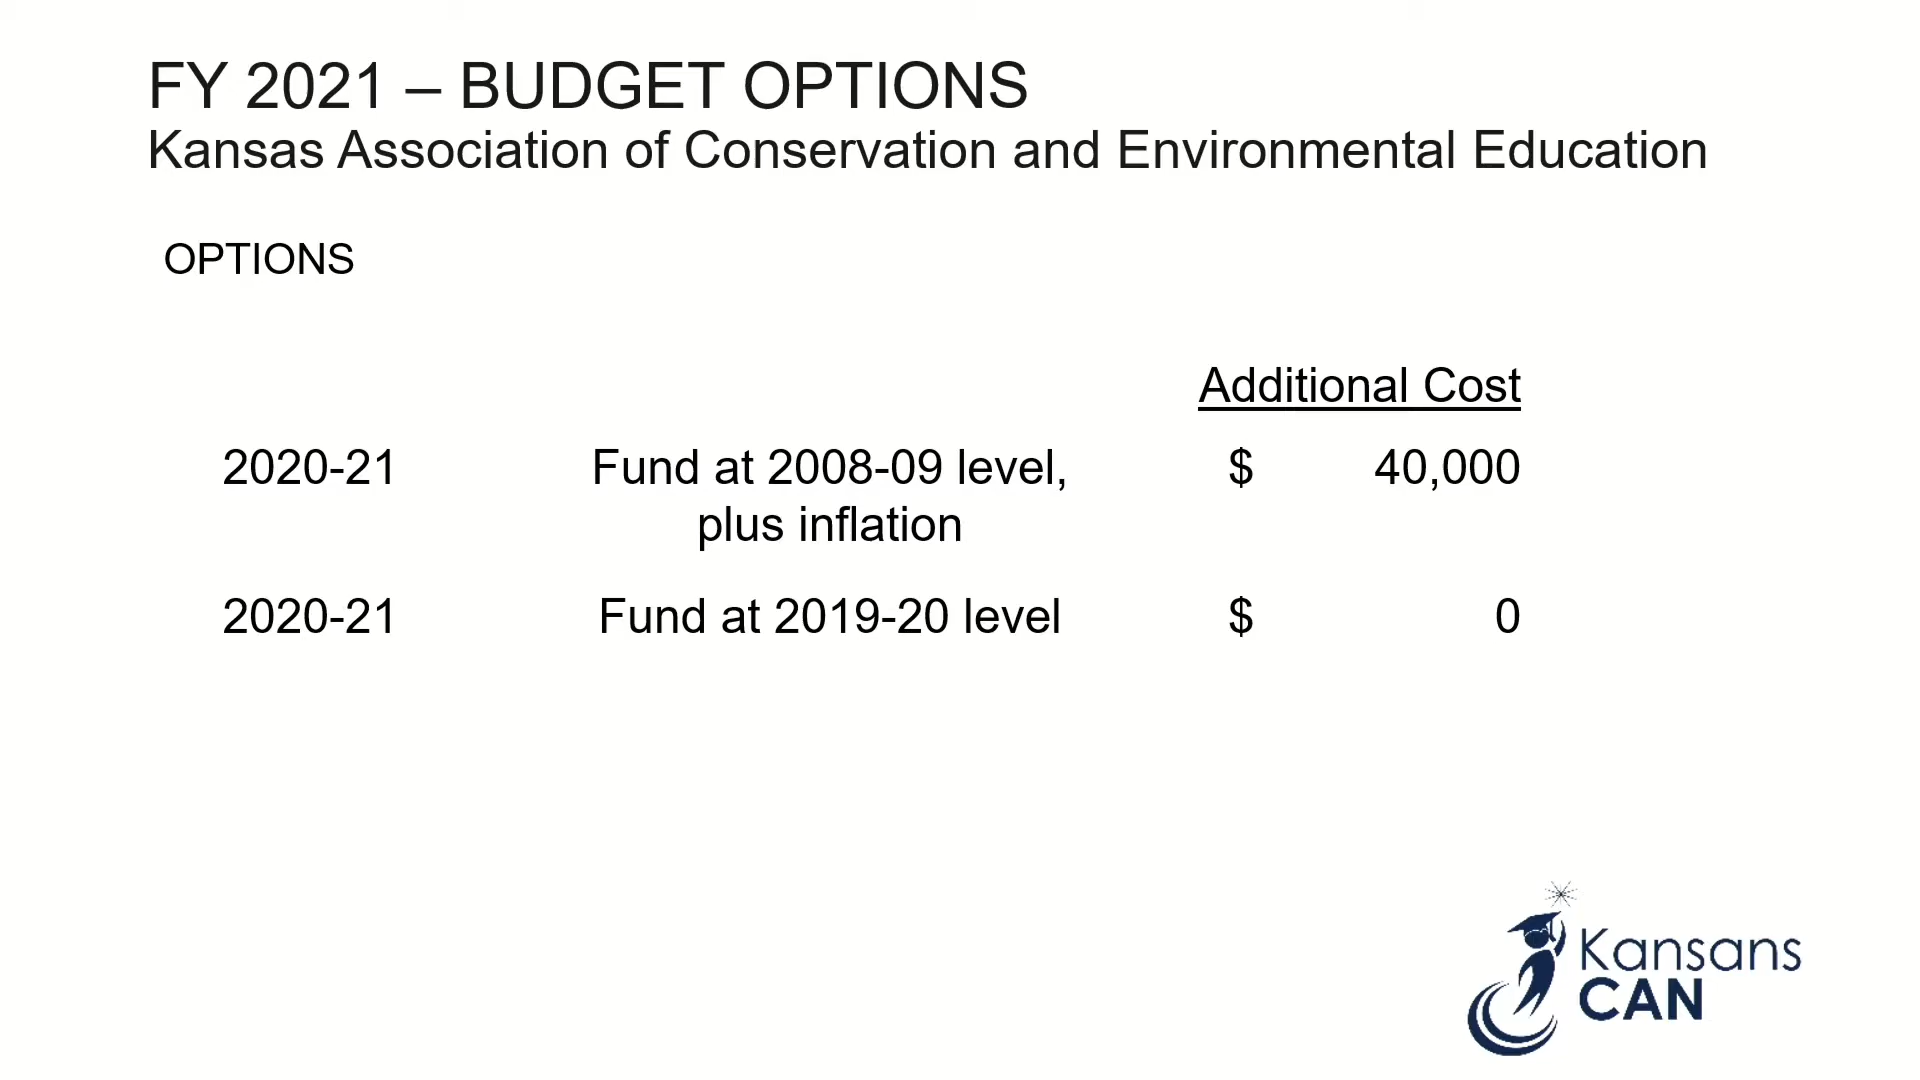 FY 2021 – BUDGET OPTIONS
Kansas Association of Conservation and Environmental Education
OPTIONS
Additional Cost
2020-21 Fund at 2008-09 level, $ 40,000
plus inflation
2020-21 Fund at 2019-20 level $ 0
Kansans
CAN